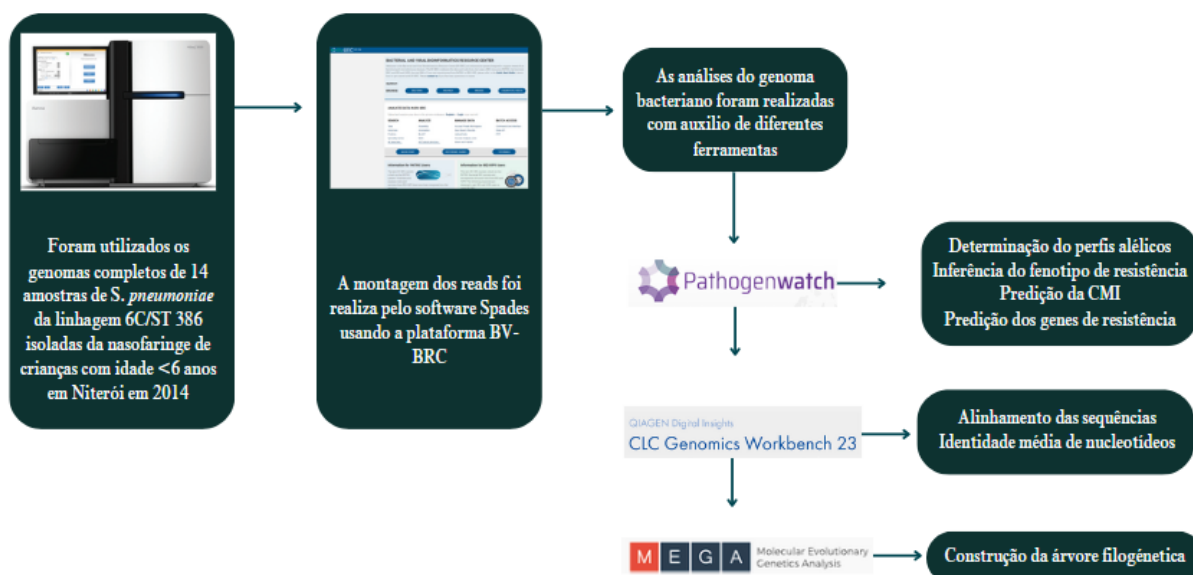 BACTERIAL AND VIRAL BIOINFORMATICS RESOURCE CENTER
Foram utilizados os
genomas completos de 14
amostras de S. pneumoniae
da linhagem 6C/ST 386
isoladas da nasofaringe de
crianças com idade <6 anos
em Niterói em 2014
A montagem dos reads foi
realiza pelo software Spades
usando a plataforma BV-
BRC
As análises do genoma
bacteriano foram realizadas
com auxilio de diferentes
ferramentas
Pathogenwatch
Determinação do perfis alélicos
Inferência do fenotipo de resistência
Predição da CMI
Predição dos genes de resistência
QIAGEN Digital Insights
CLC Genomics Workbench 23
Alinhamento das sequências
Identidade média de nucleotídeos
MEGA Molecular Evolutionary
Genetics Analysis
Construção da árvore filogénetica